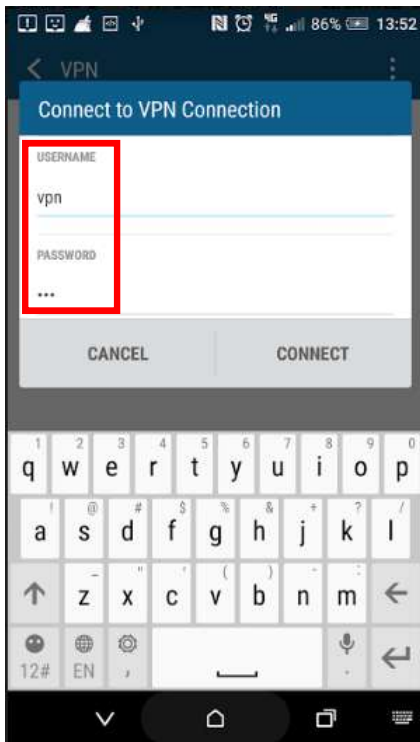 4G 86% 13:52
VPN
Connect to VPN Connection
USERNAME
vpn
PASSWORD
•••
CANCEL CONNECT
1 2 3 4 5 6 7 8 9 0
q w e r t y u i o p
! @ # $ % & + ? /
a s d f g h j k l
_ " ' ( ) - : 
z x c v b n m
12# EN , .